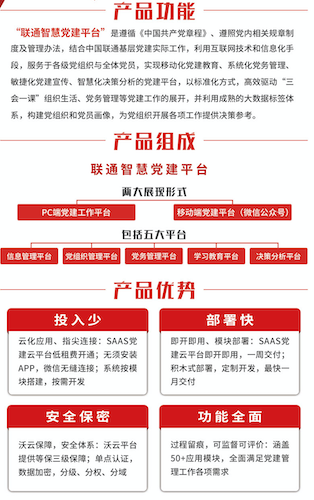 产品功能
“联通智慧党建平台”是遵循《中国共产党章程》、遵照党内相关规章制
度及管理办法，结合中国联通基层党建实际工作，利用互联网技术和信息化手
段，服务于各级党组织与全体党员，实现移动化党建教育、系统化党务管理、
敏捷化党建宣传、智慧化决策分析的党建平台，以标准化方式，高效驱动“三
会一课”组织生活、党务管理等党建工作的展开，并利用成熟的大数据标签体
系，构建党组织和党员画像，为党组织开展各项工作提供决策参考。
产品组成
联通智慧党建平台
两大展现形式
PC端党建工作平台 移动端党建平台（微信公众号）
包括五大平台
信息管理平台 党组织管理平台 党务管理平台 学习教育平台 决策分析平台
产品优势
投入少
云化应用、指尖连接：SAAS党
建云平台低租费开通；无须安装
APP，微信无缝连接；系统按模
块搭建，按需开发
部署快
即开即用、模块部署：SAAS党
建云平台即开即用，一周交付；
积木式部署，定制开发，最快一
月交付
安全保密
沃云保障，安全体系：沃云平台
提供等保三级保障；单点认证，
数据加密，分级、分权、分域
功能全面
过程留痕，可监督可评价：涵盖
50+应用模块，全面满足党建管
理工作各项需求